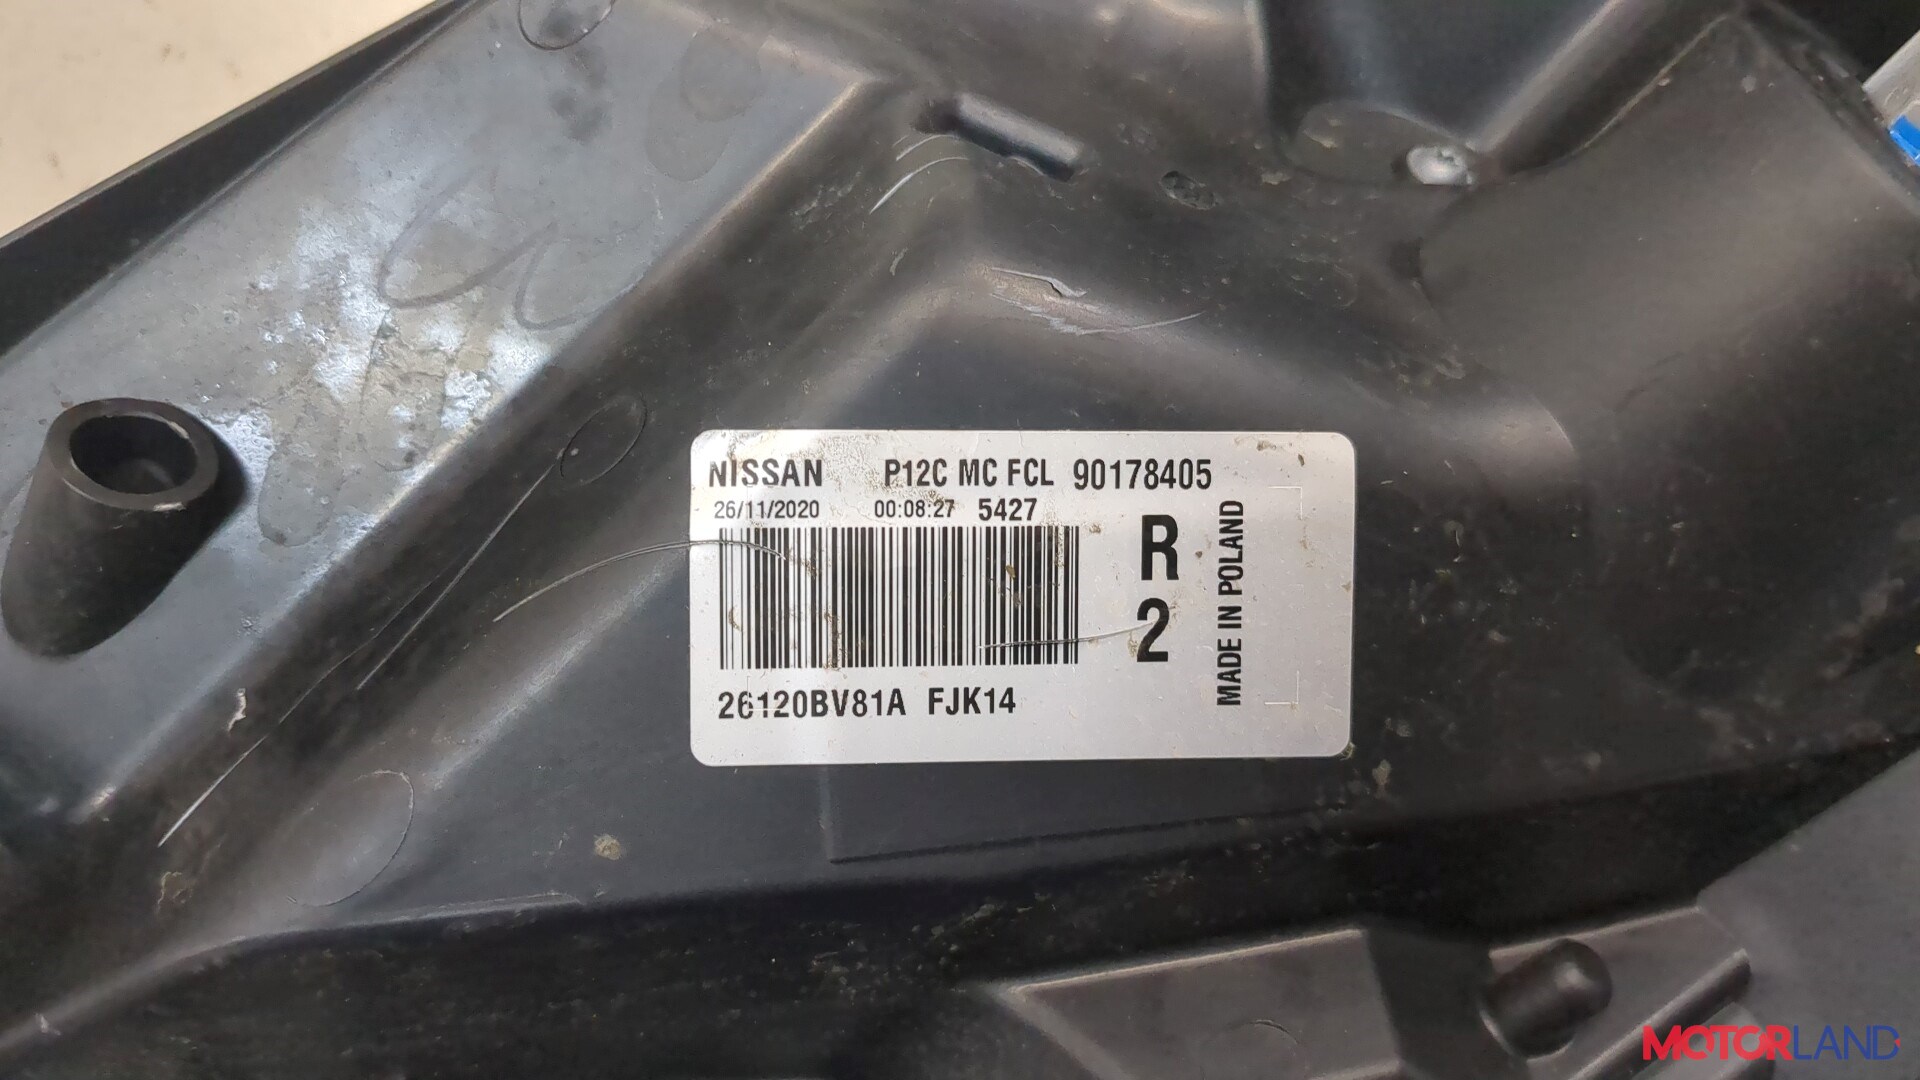 NISSAN P12C MC FCL 90178405
26/11/2020 00:08:27 5427
R
2
MADE IN POLAND
26120BV81A FJK14
MOTORLAND